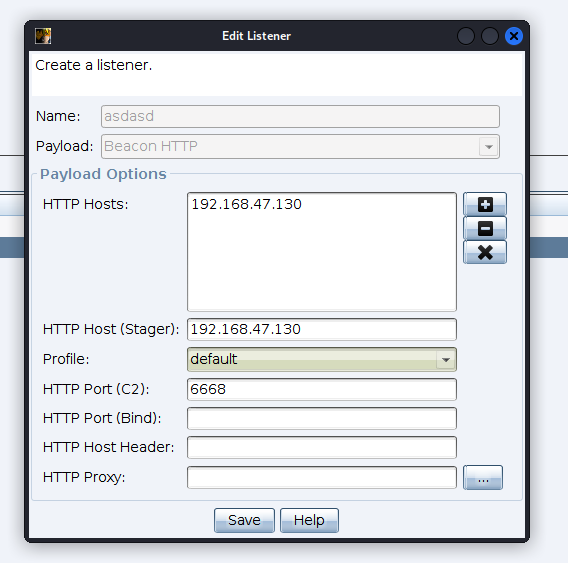 Edit Listener
Create a listener.
Name: asdasd
Payload: Beacon HTTP
Payload Options
HTTP Hosts: 192.168.47.130
HTTP Host (Stager): 192.168.47.130
Profile: default
HTTP Port (C2): 6668
HTTP Port (Bind):
HTTP Host Header:
HTTP Proxy: ...
Save Help